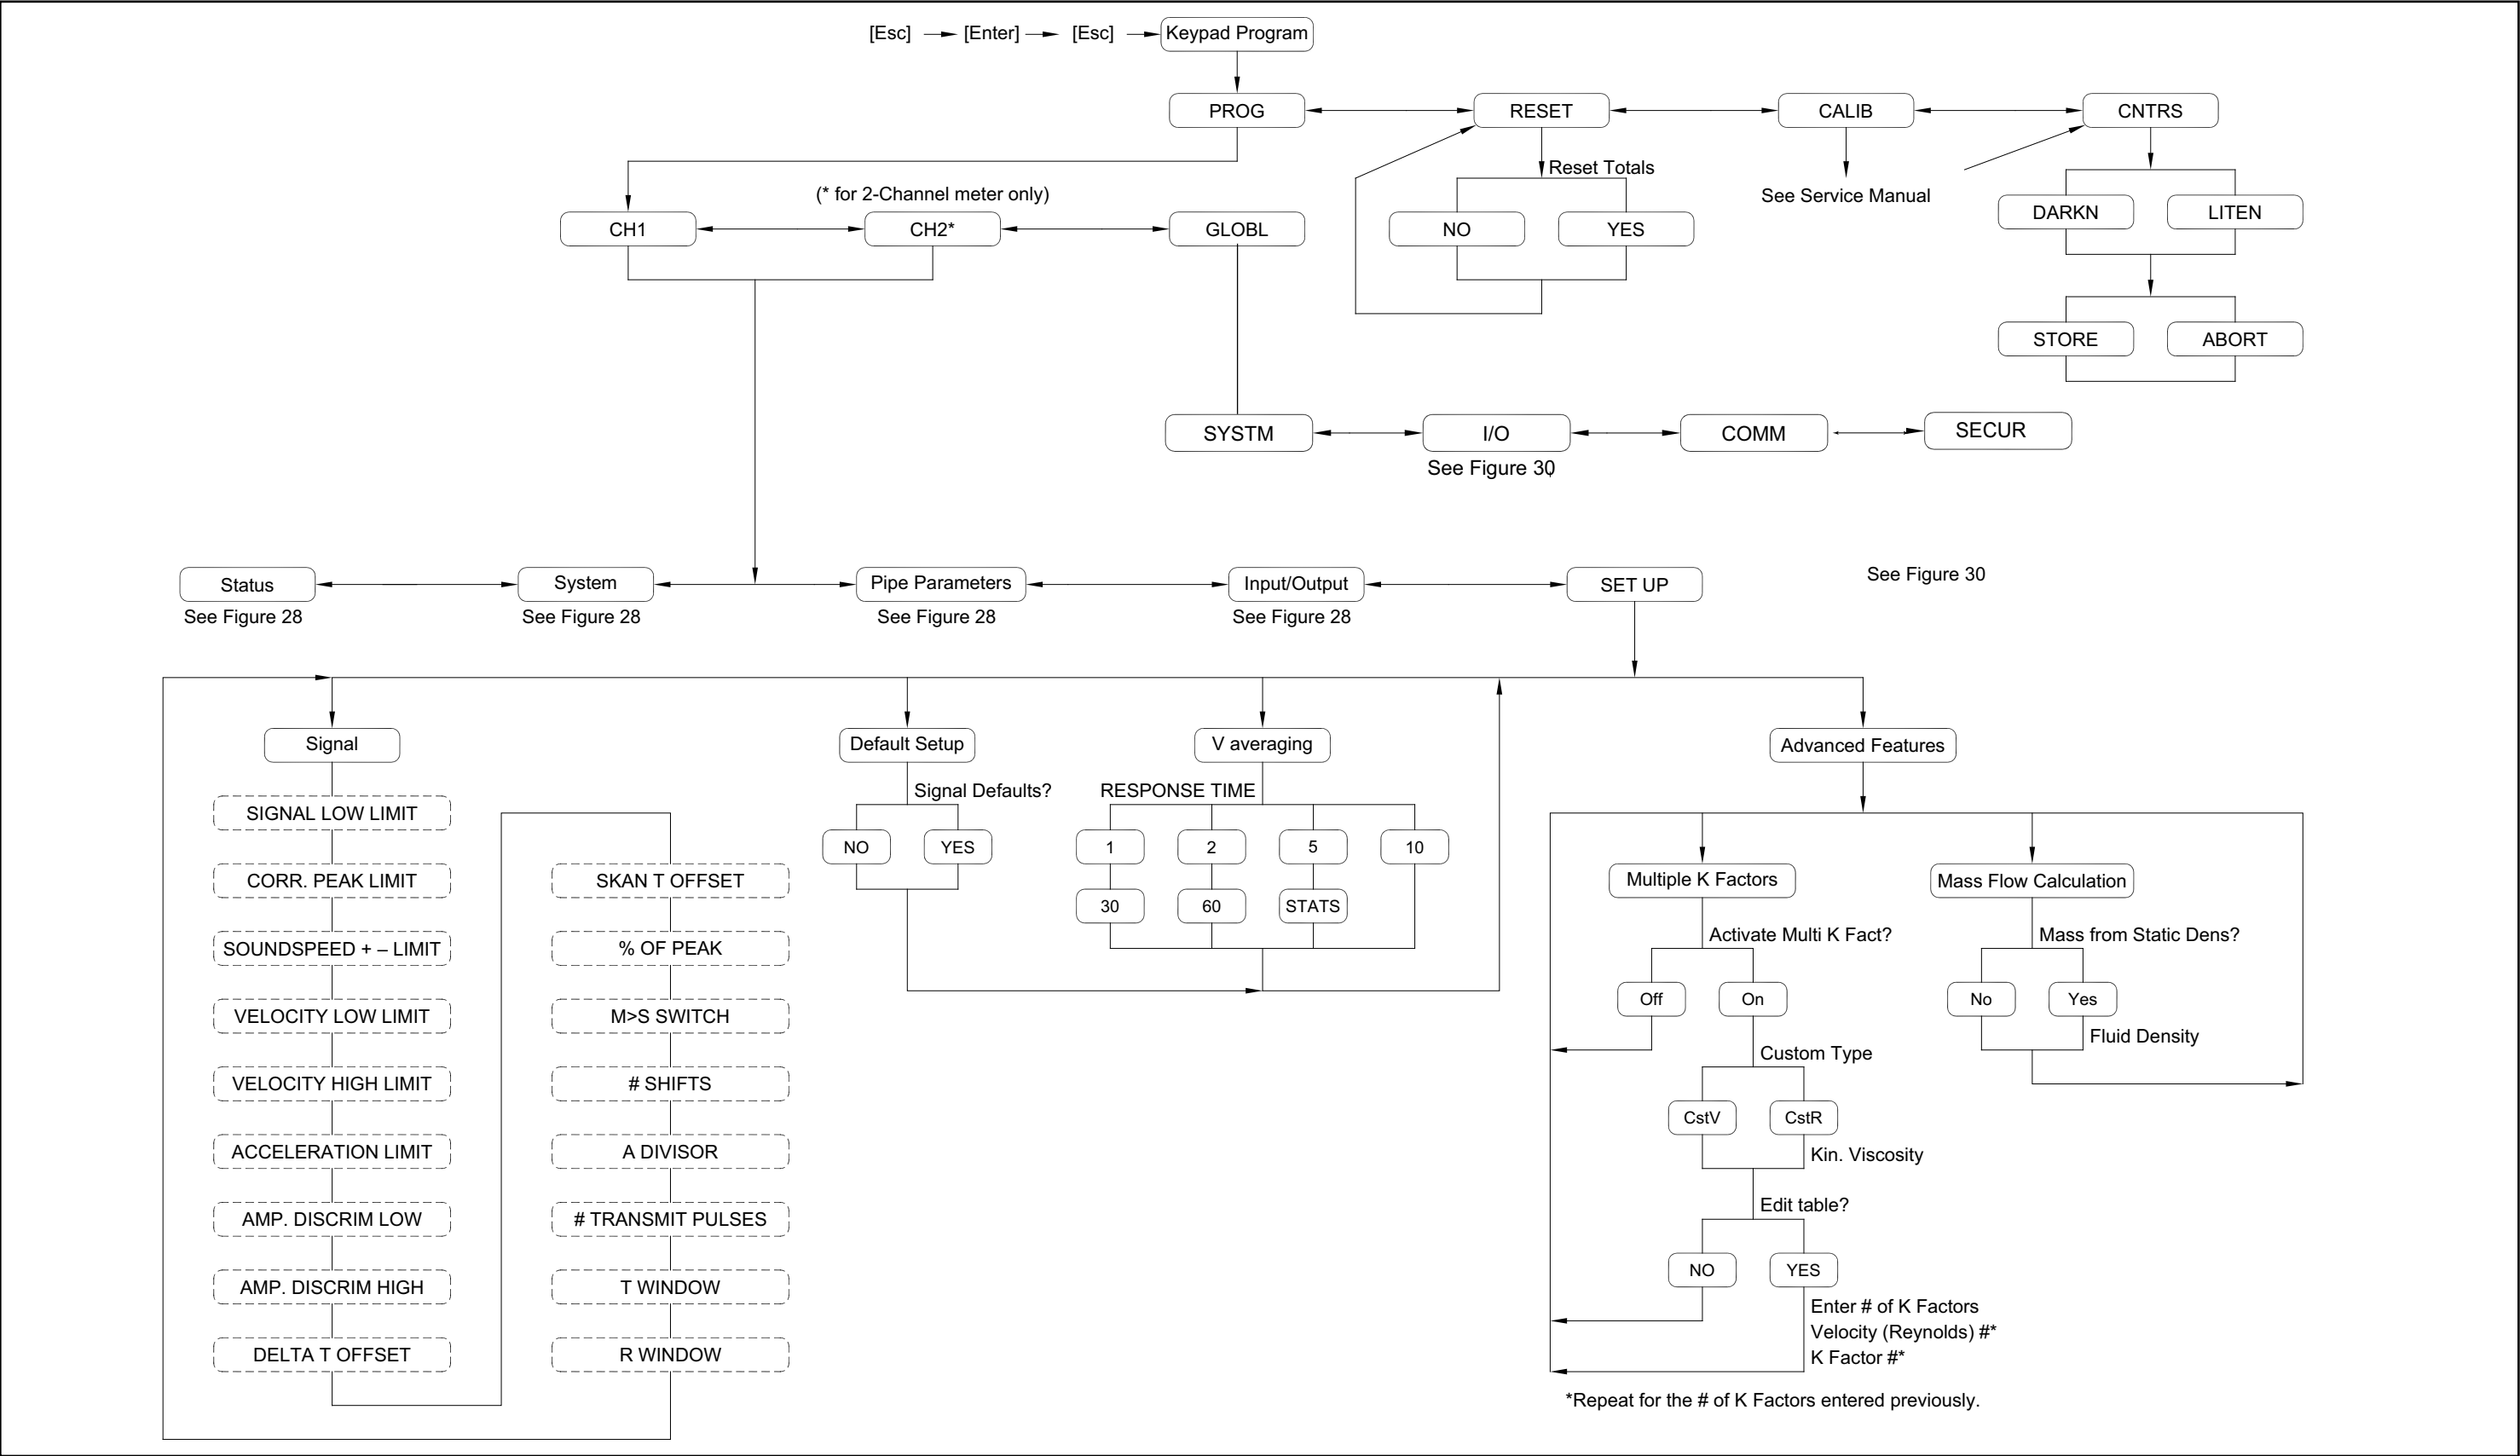 [Esc] [Enter] [Esc] Keypad Program
PROG RESET CALIB CNTRS
Reset Totals
See Service Manual
(* for 2-Channel meter only)
DARKN LITEN
CH1 CH2* GLOBL NO YES
STORE ABORT
SYSTM I/O COMM SECUR
See Figure 30
Status System Pipe Parameters Input/Output SET UP
See Figure 30
See Figure 28 See Figure 28 See Figure 28 See Figure 28
Signal Default Setup V averaging Advanced Features
Signal Defaults? RESPONSE TIME
SIGNAL LOW LIMIT
NO YES 1 2 5 10
30 60 STATS
CORR. PEAK LIMIT SKAN T OFFSET
SOUNDSPEED + – LIMIT % OF PEAK
VELOCITY LOW LIMIT M>S SWITCH
VELOCITY HIGH LIMIT # SHIFTS
ACCELERATION LIMIT A DIVISOR
AMP. DISCRIM LOW # TRANSMIT PULSES
AMP. DISCRIM HIGH T WINDOW
DELTA T OFFSET R WINDOW
Multiple K Factors Mass Flow Calculation
Activate Multi K Fact? Mass from Static Dens?
Off On No Yes
Fluid Density
Custom Type
CstV CstR
Kin. Viscosity
Edit table?
NO YES
Enter # of K Factors
Velocity (Reynolds) #*
K Factor #*
*Repeat for the # of K Factors entered previously.